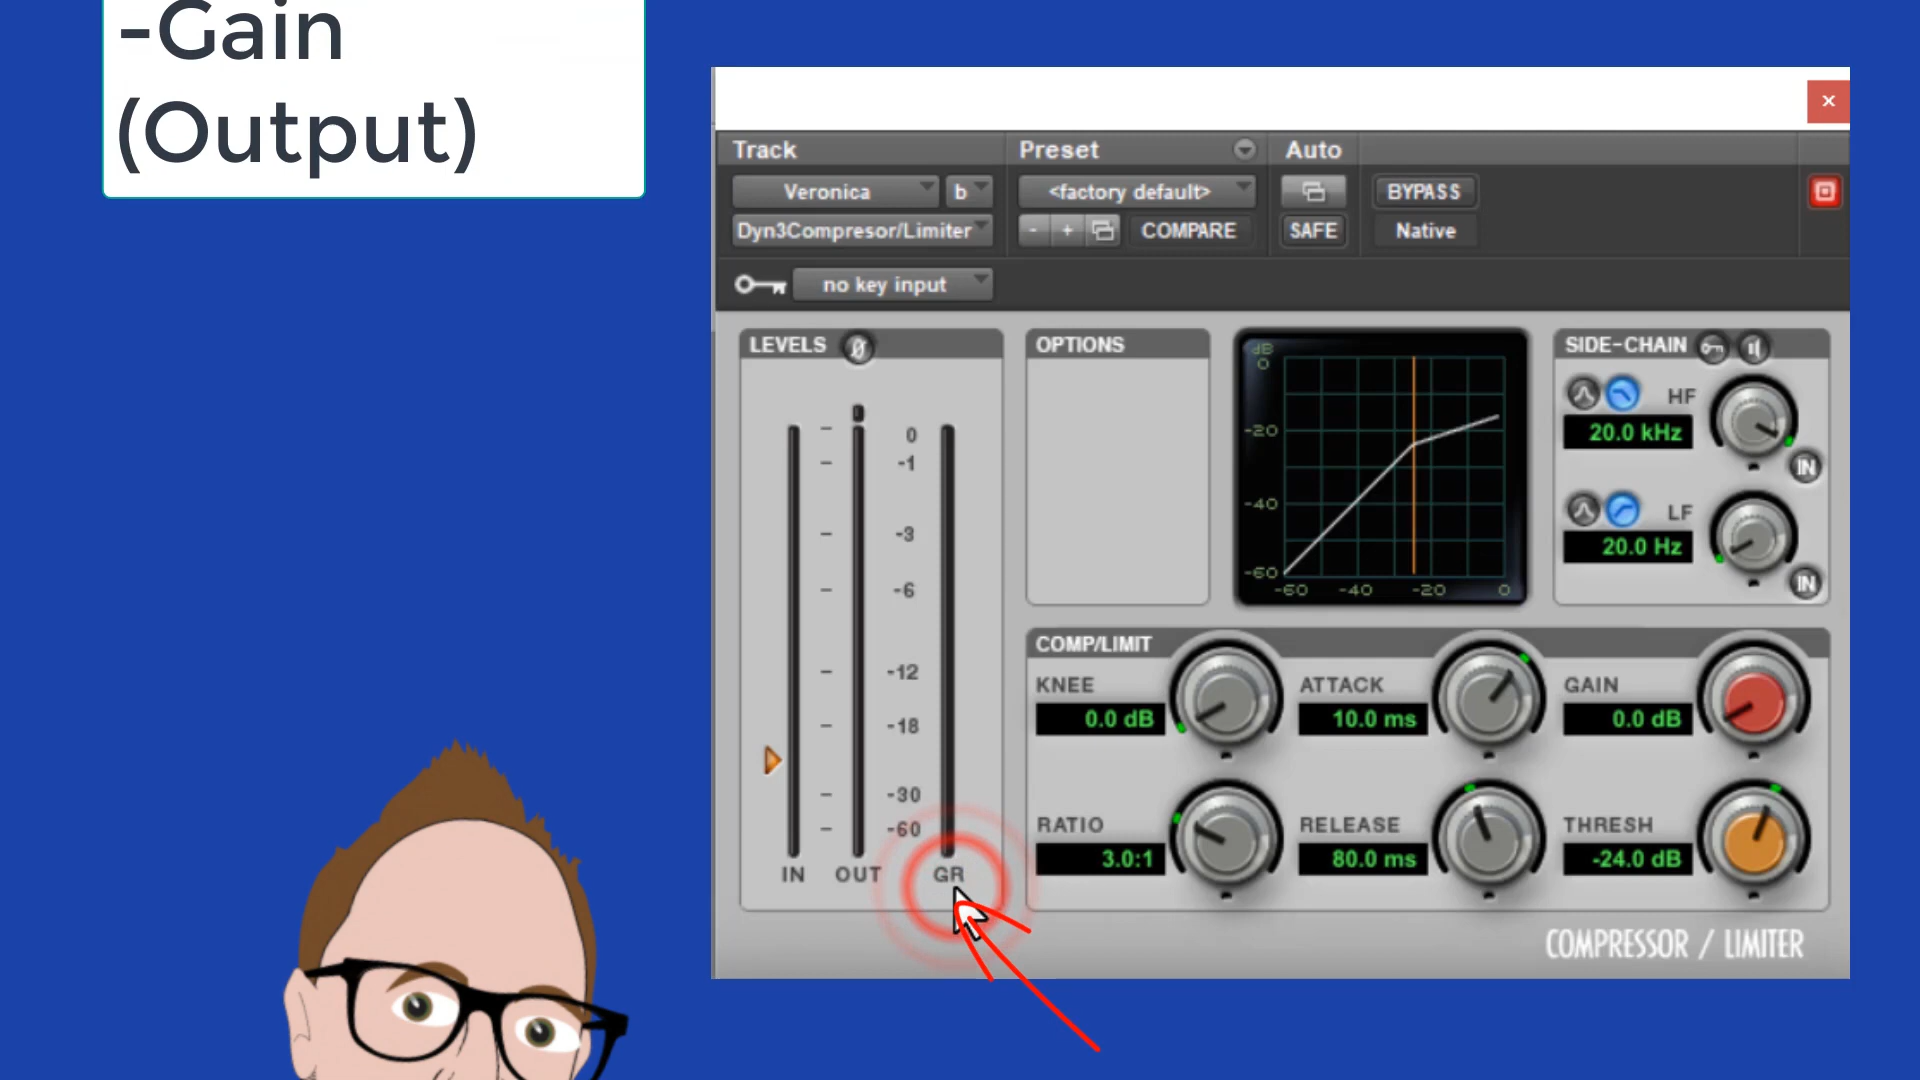 -Gain
(Output)
Track
Preset
Auto
Veronica
b
<factory default>
BYPASS
Dyn3Compresor/Limiter
- +
COMPARE
SAFE
Native
no key input
LEVELS
Ø
OPTIONS
dB
0
-20
-40
-60
-60 -40 -20 0
SIDE-CHAIN
HF
20.0 kHz
IN
LF
20.0 Hz
IN
0
-1
-3
-6
-12
-18
-30
-60
IN OUT GR
COMP/LIMIT
KNEE
0.0 dB
ATTACK
10.0 ms
GAIN
0.0 dB
RATIO
3.0:1
RELEASE
80.0 ms
THRESH
-24.0 dB
COMPRESSOR / LIMITER